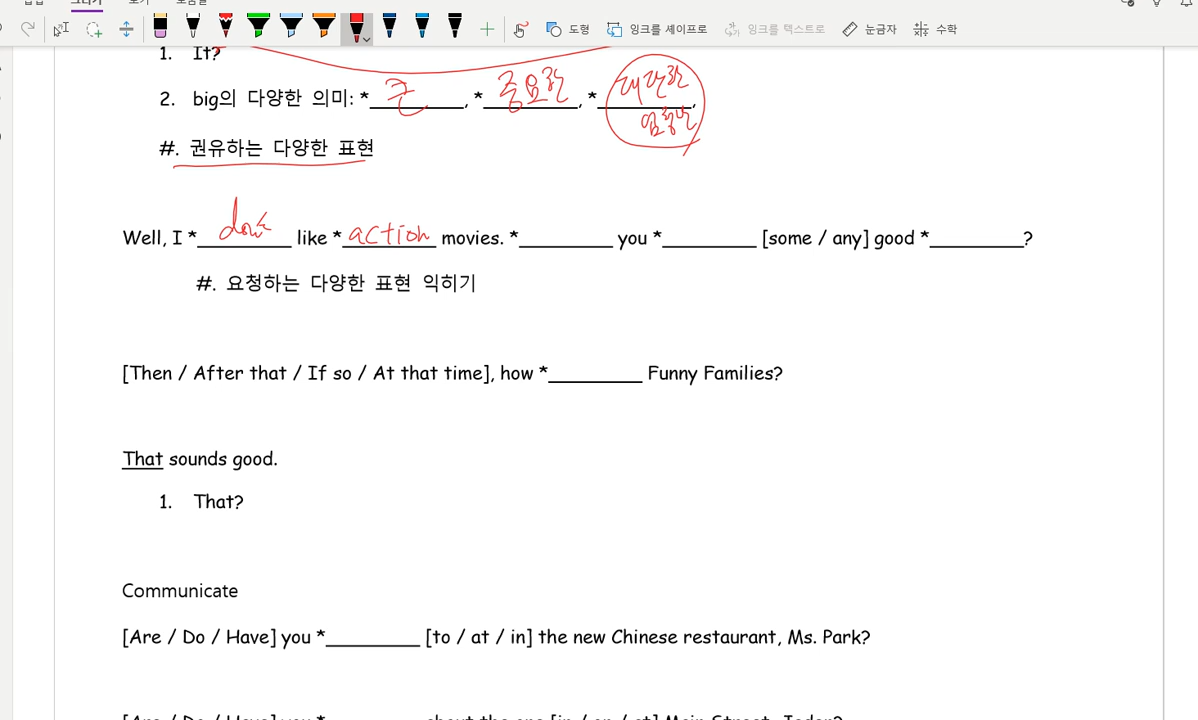 도형 잉크를 셰이프로 잉크를 텍스트로 눈금자 수학
1. It?
2. big의 다양한 의미: * 큰, * 중요한, * 대단한
엄청난
#. 권유하는 다양한 표현
Well, I * don't like * action movies. *________ you *________ [some / any] good *________?
#. 요청하는 다양한 표현 익히기
[Then / After that / If so / At that time], how *________ Funny Families?
That sounds good.
1. That?
Communicate
[Are / Do / Have] you *________ [to / at / in] the new Chinese restaurant, Ms. Park?